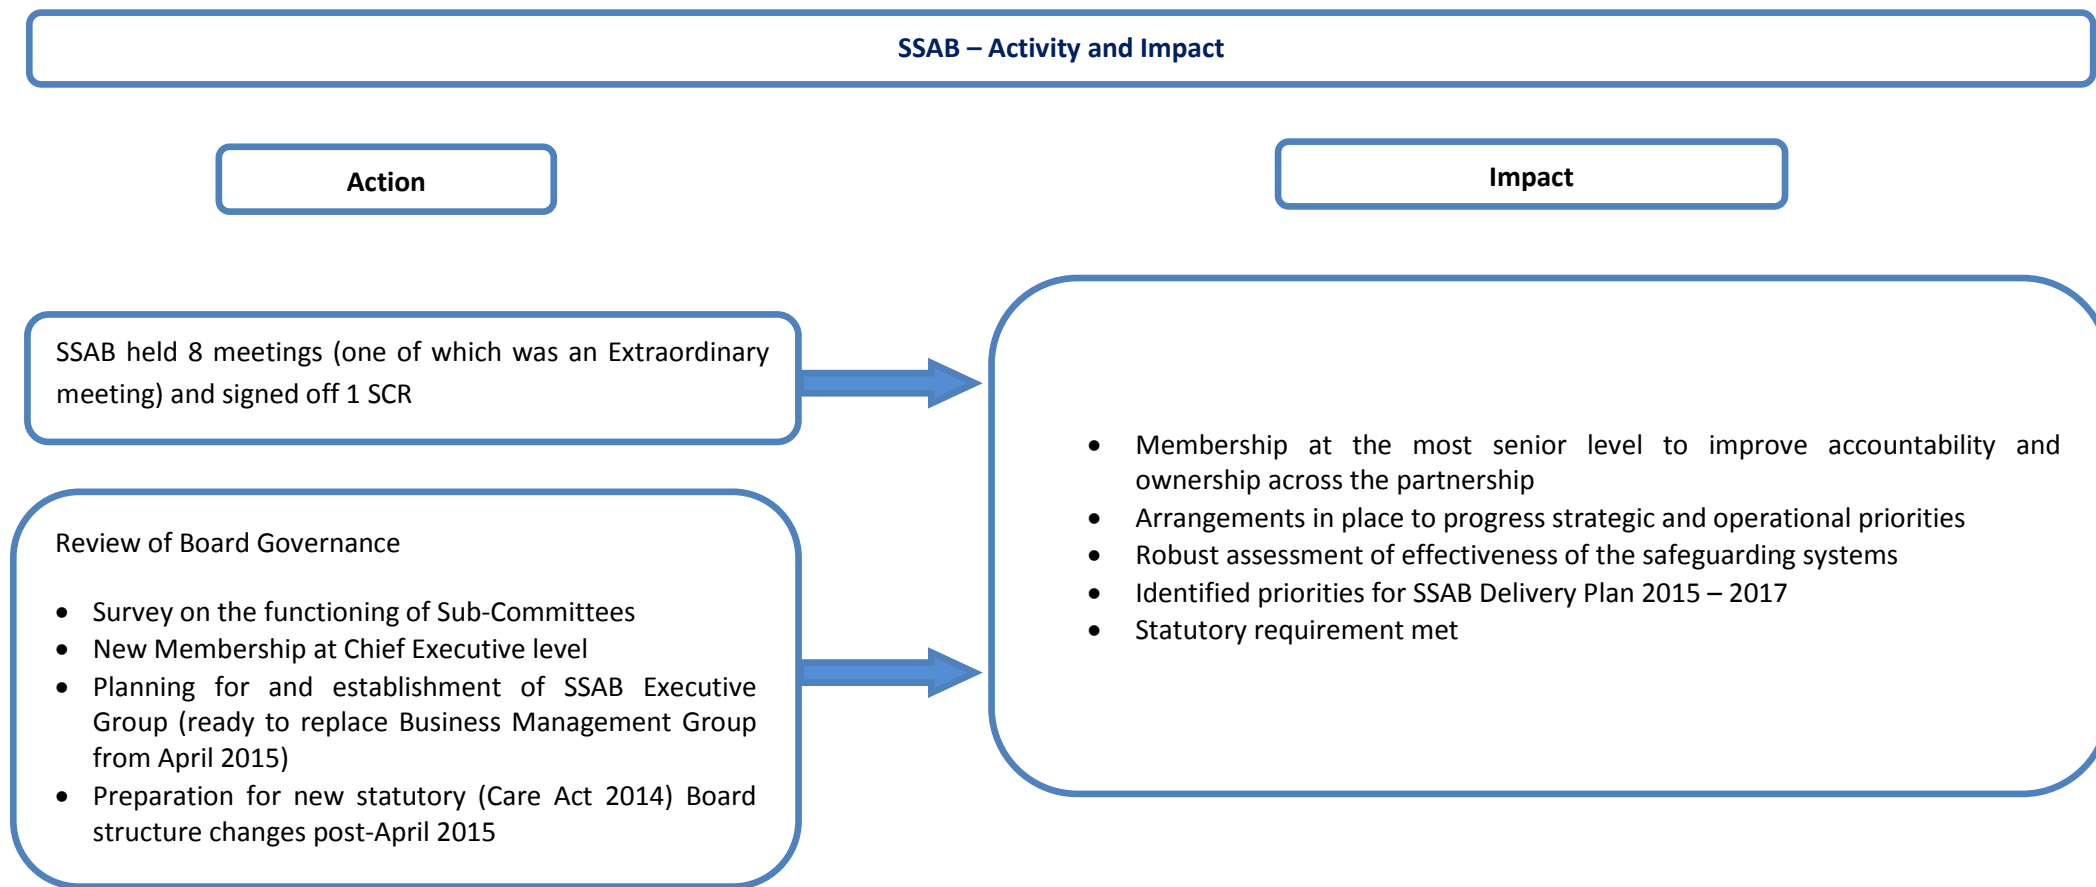 SSAB – Activity and Impact
Action
Impact
SSAB held 8 meetings (one of which was an Extraordinary
meeting) and signed off 1 SCR
Review of Board Governance
• Survey on the functioning of Sub-Committees
• New Membership at Chief Executive level
• Planning for and establishment of SSAB Executive
Group (ready to replace Business Management Group
from April 2015)
• Preparation for new statutory (Care Act 2014) Board
structure changes post-April 2015
• Membership at the most senior level to improve accountability and
ownership across the partnership
• Arrangements in place to progress strategic and operational priorities
• Robust assessment of effectiveness of the safeguarding systems
• Identified priorities for SSAB Delivery Plan 2015 – 2017
• Statutory requirement met